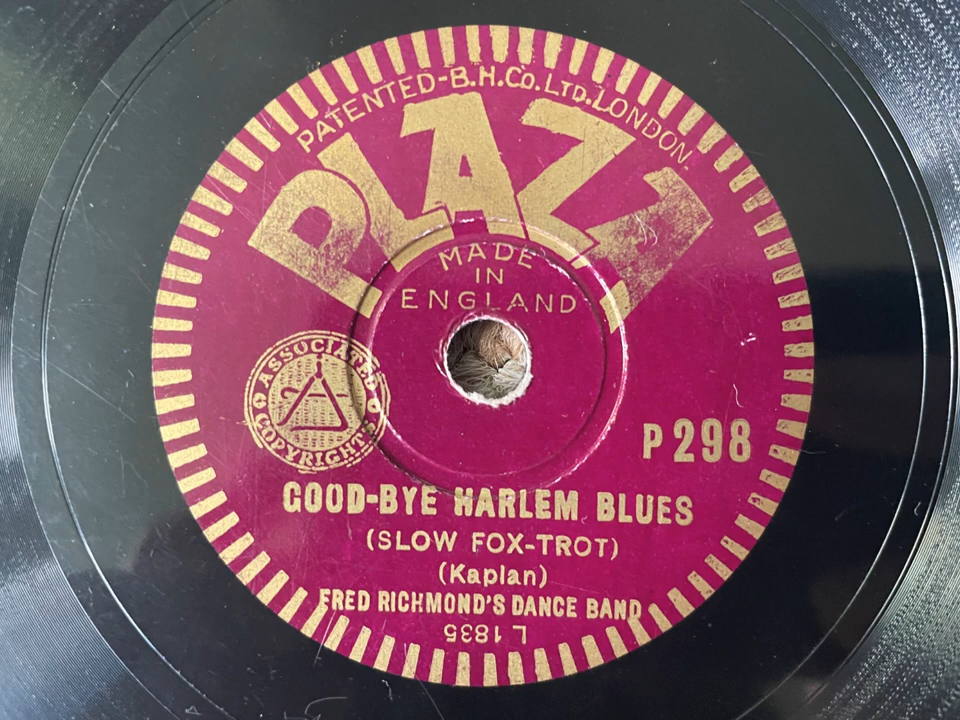 PATENTED-B.H.CO.LTD.LONDON
PLAZA
MADE
IN
ENGLAND
ASSOCIATED
COPYRIGHTS
P298
GOOD-BYE HARLEM BLUES
(SLOW FOX-TROT)
(Kaplan)
FRED RICHMOND'S DANCE BAND
L 1835